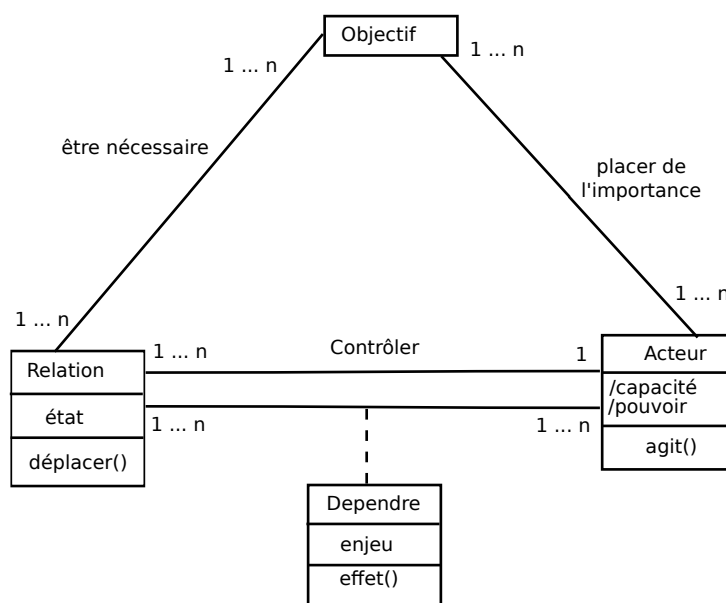 Objectif
1 ... n
1 ... n
être nécessaire
placer de
l'importance
1 ... n
1 ... n
Relation
état
déplacer()
1 ... n
Contrôler
1
1 ... n
1 ... n
Acteur
/capacité
/pouvoir
agit()
Dependre
enjeu
effet()